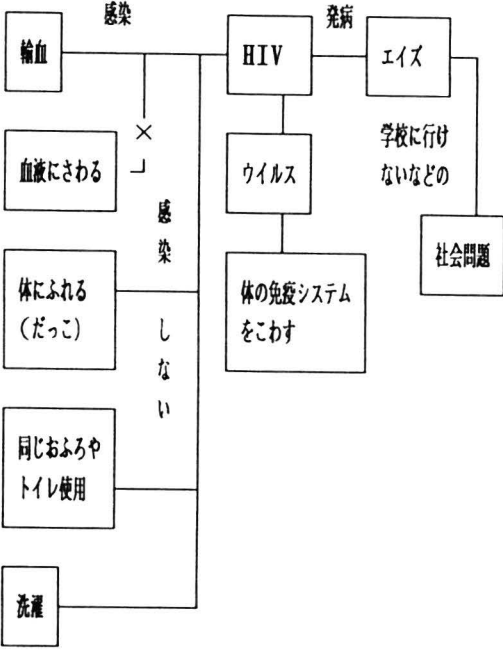 感染
発病
輸血
HIV
エイズ
×
血液にさわる
ウイルス
学校に行け
ないなどの
感染
しない
社会問題
体にふれる
(だっこ)
体の免疫システム
をこわす
同じおふろや
トイレ使用
洗濯